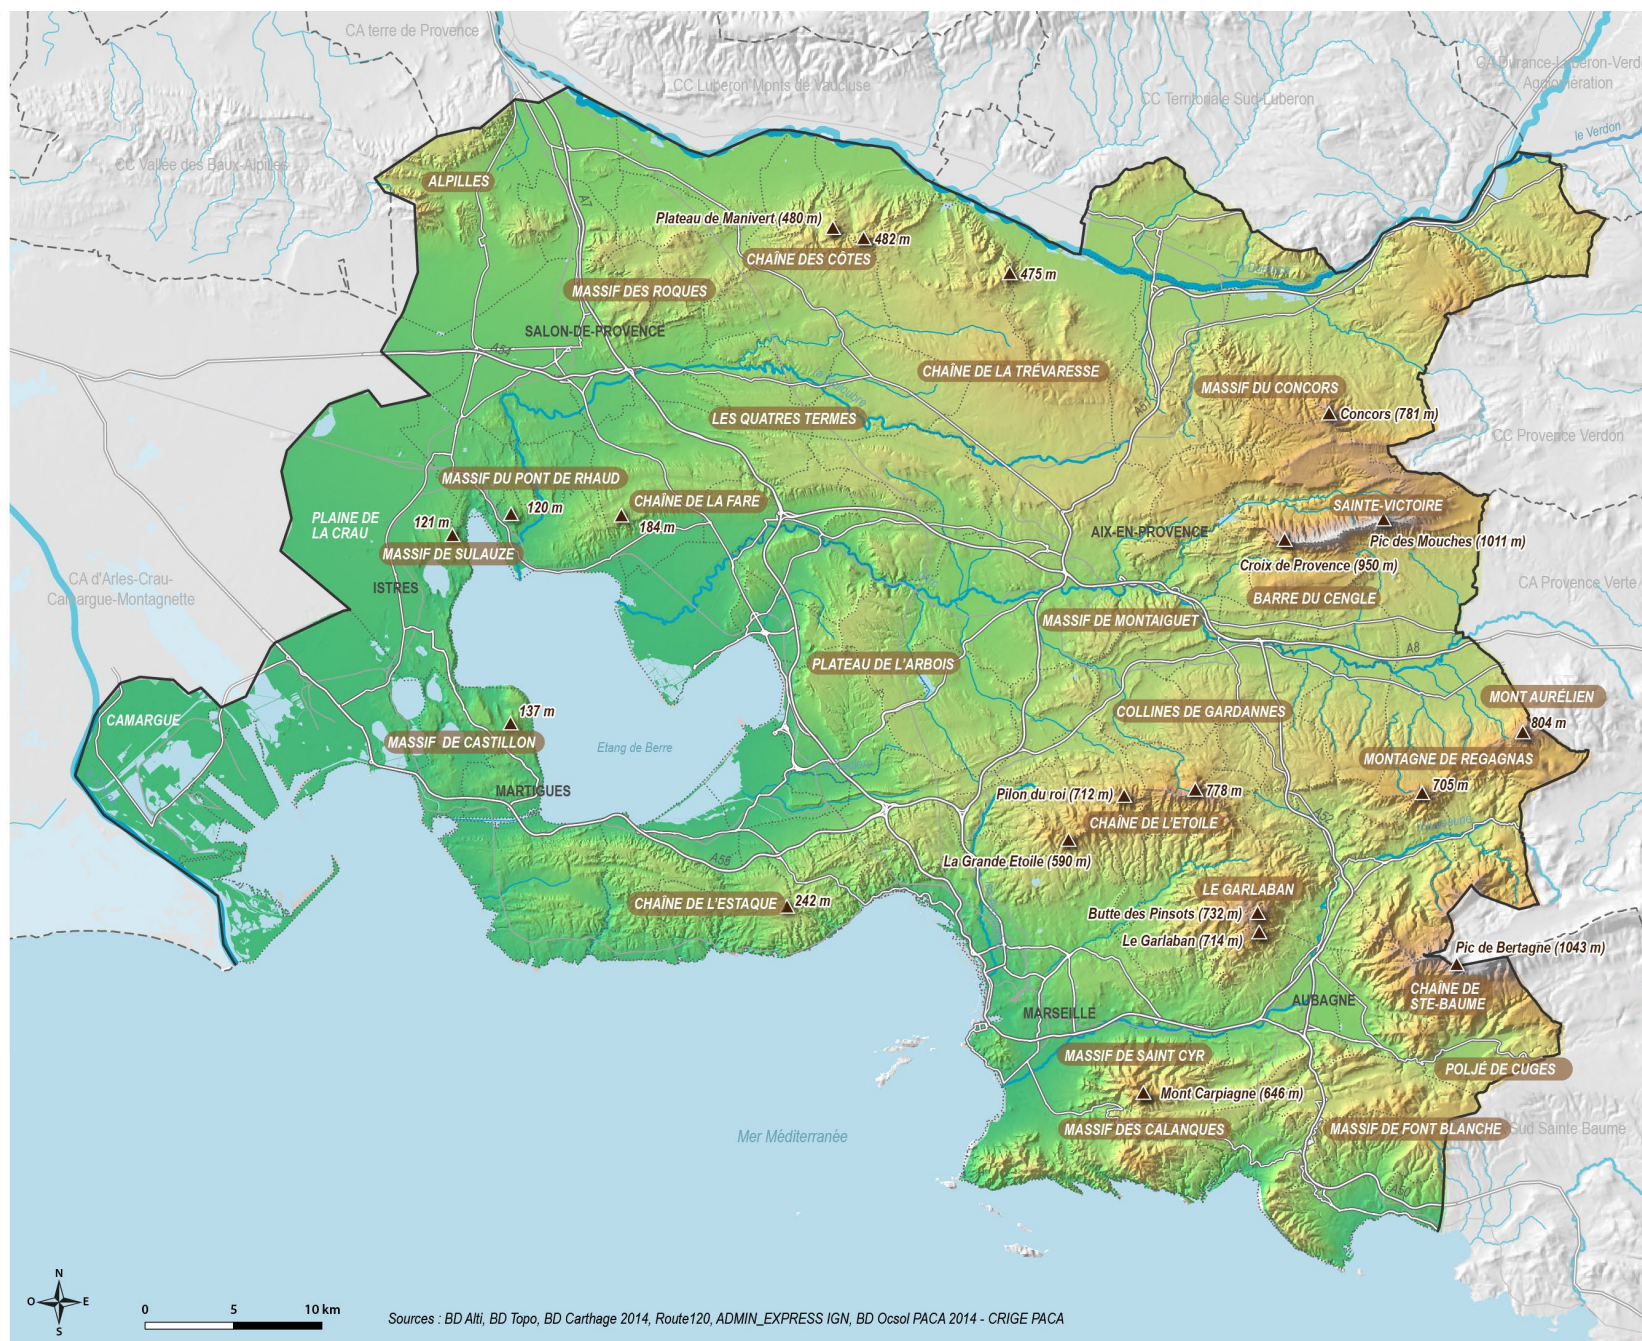 CA terre de Provence
CC Luberon Monts de Vaucluse
CC Territoriale Sud-Luberon
CA Durance-Luberon-Verdon
Agglomération
le Verdon
CC Vallée des Baux-Alpilles
ALPILLES
A7
Plateau de Manivert (480 m)
482 m
CHAÎNE DES CÔTES
475 m
la Durance
MASSIF DES ROQUES
SALON-DE-PROVENCE
A54
CHAÎNE DE LA TRÉVARESSE
la Touloubre
MASSIF DU CONCORS
A51
Concors (781 m)
LES QUATRES TERMES
CC Provence Verdon
MASSIF DU PONT DE RHAUD
CHAÎNE DE LA FARE
SAINTE-VICTOIRE
PLAINE DE
LA CRAU
121 m
120 m
184 m
AIX-EN-PROVENCE
Pic des Mouches (1011 m)
MASSIF DE SULAUZE
Croix de Provence (950 m)
CA d'Arles-Crau-
Camargue-Montagnette
ISTRES
CA Provence Verte
BARRE DU CENGLE
MASSIF DE MONTAIGUET
A8
PLATEAU DE L'ARBOIS
MONT AURÉLIEN
CAMARGUE
137 m
COLLINES DE GARDANNES
804 m
MASSIF DE CASTILLON
Etang de Berre
MONTAGNE DE REGAGNAS
MARTIGUES
Pilon du roi (712 m)
778 m
705 m
CHAÎNE DE L'ETOILE
A52
A55
La Grande Etoile (590 m)
LE GARLABAN
CHAÎNE DE L'ESTAQUE
242 m
Butte des Pinsots (732 m)
Le Garlaban (714 m)
Pic de Bertagne (1043 m)
CHAÎNE DE
STE-BAUME
AUBAGNE
MARSEILLE
MASSIF DE SAINT CYR
POLJÉ DE CUGES
Mont Carpiagne (646 m)
MASSIF DES CALANQUES
MASSIF DE FONT BLANCHE
Sud Sainte Baume
Mer Méditerranée
A50
N
O
E
S
0
5
10 km
Sources : BD Alti, BD Topo, BD Carthage 2014, Route120, ADMIN_EXPRESS IGN, BD Ocsol PACA 2014 - CRIGE PACA